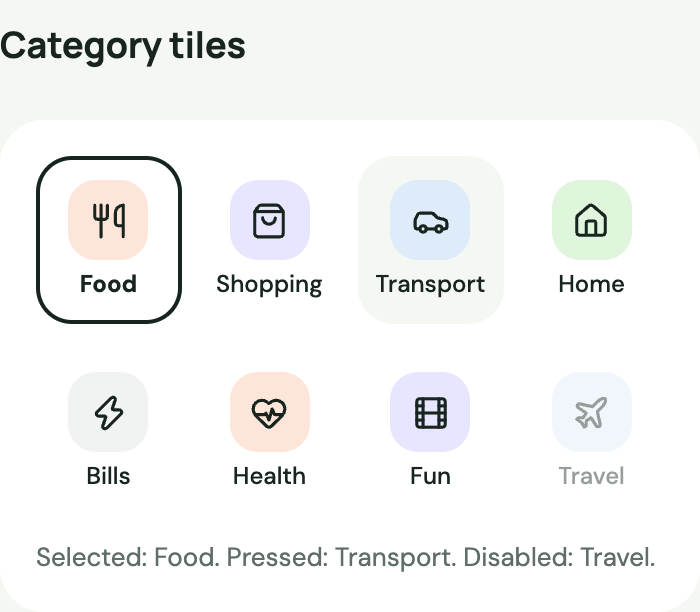 Category tiles
Food Shopping Transport Home
Bills Health Fun Travel
Selected: Food. Pressed: Transport. Disabled: Travel.